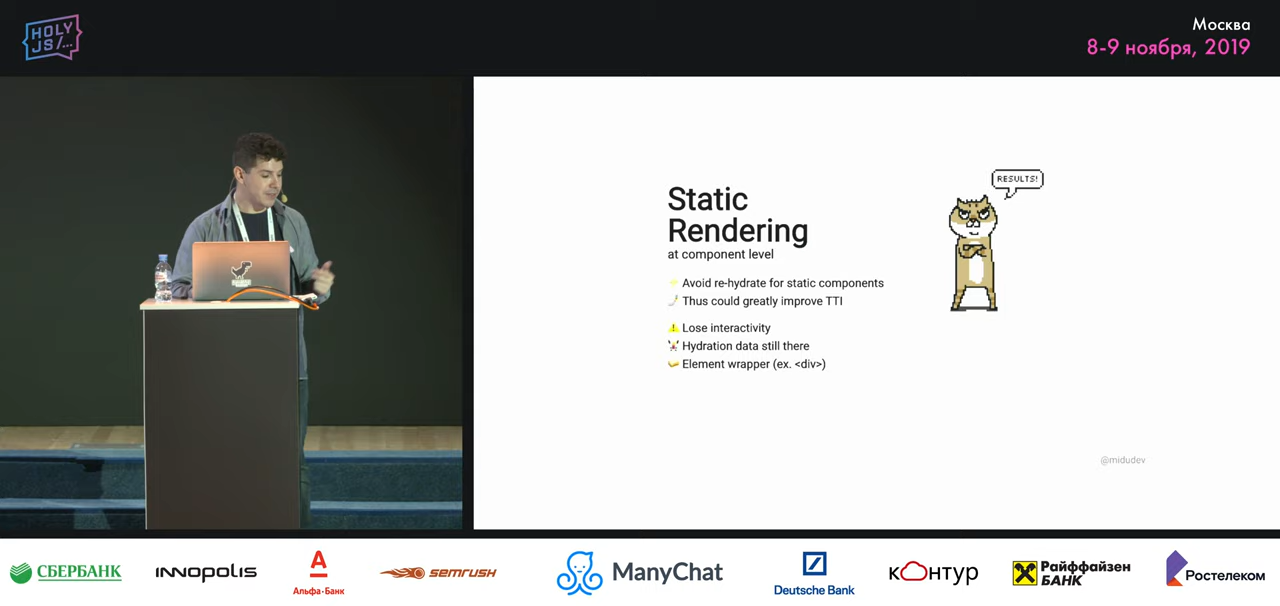 HOLY
JS/...
Москва
8-9 ноября, 2019
RESULTS!
Static
Rendering
at component level
Avoid re-hydrate for static components
Thus could greatly improve TTI
Lose interactivity
Hydration data still there
Element wrapper (ex. <div>)
@midudev
СБЕРБАНК
INNOPOLIS
А
Альфа·Банк
semrush
ManyChat
Deutsche Bank
контур
Райффайзен
БАНК
Ростелеком